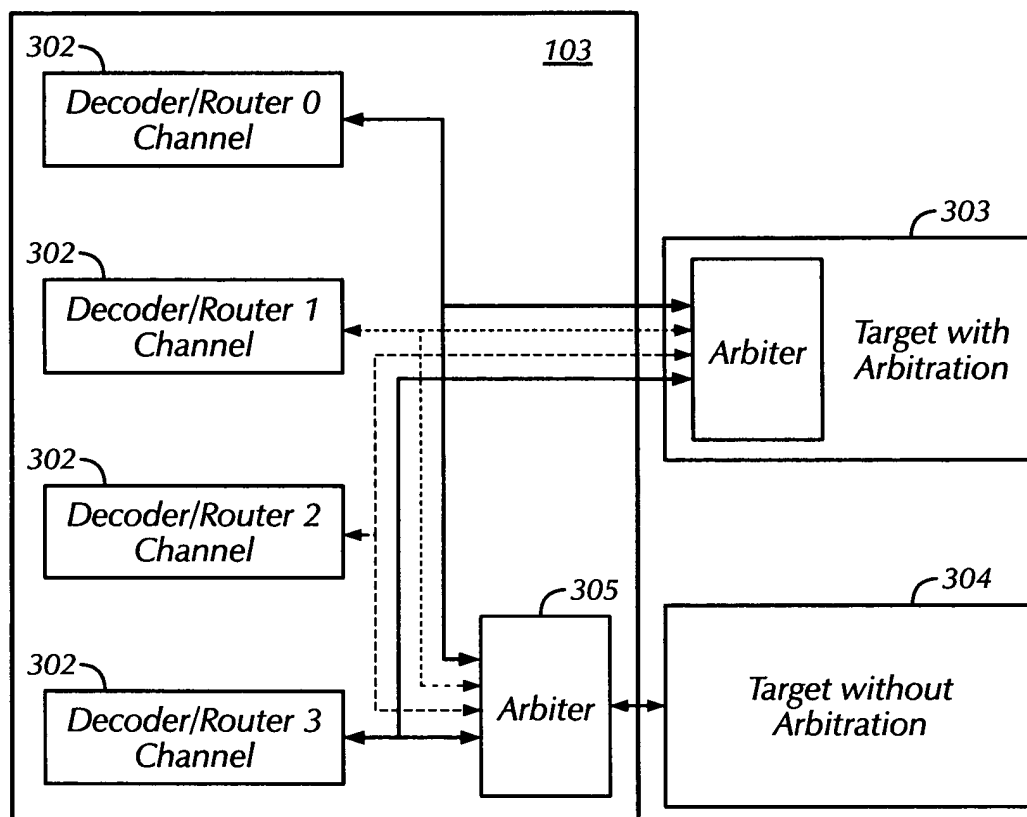 302
103
Decoder/Router 0
Channel
302
Decoder/Router 1
Channel
303
Arbiter
Target with
Arbitration
302
Decoder/Router 2
Channel
305
304
302
Decoder/Router 3
Channel
Arbiter
Target without
Arbitration